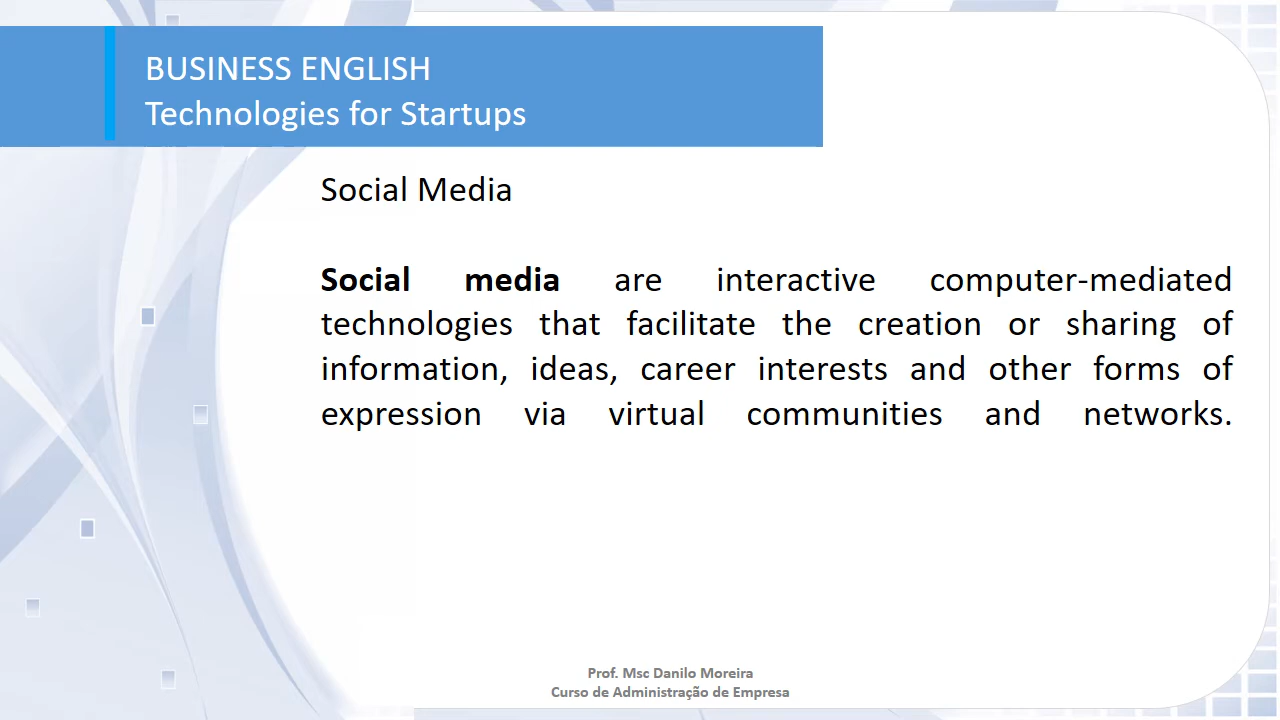 BUSINESS ENGLISH
Technologies for Startups
Social Media
Social media are interactive computer-mediated
technologies that facilitate the creation or sharing of
information, ideas, career interests and other forms of
expression via virtual communities and networks.
Prof. Msc Danilo Moreira
Curso de Administração de Empresa